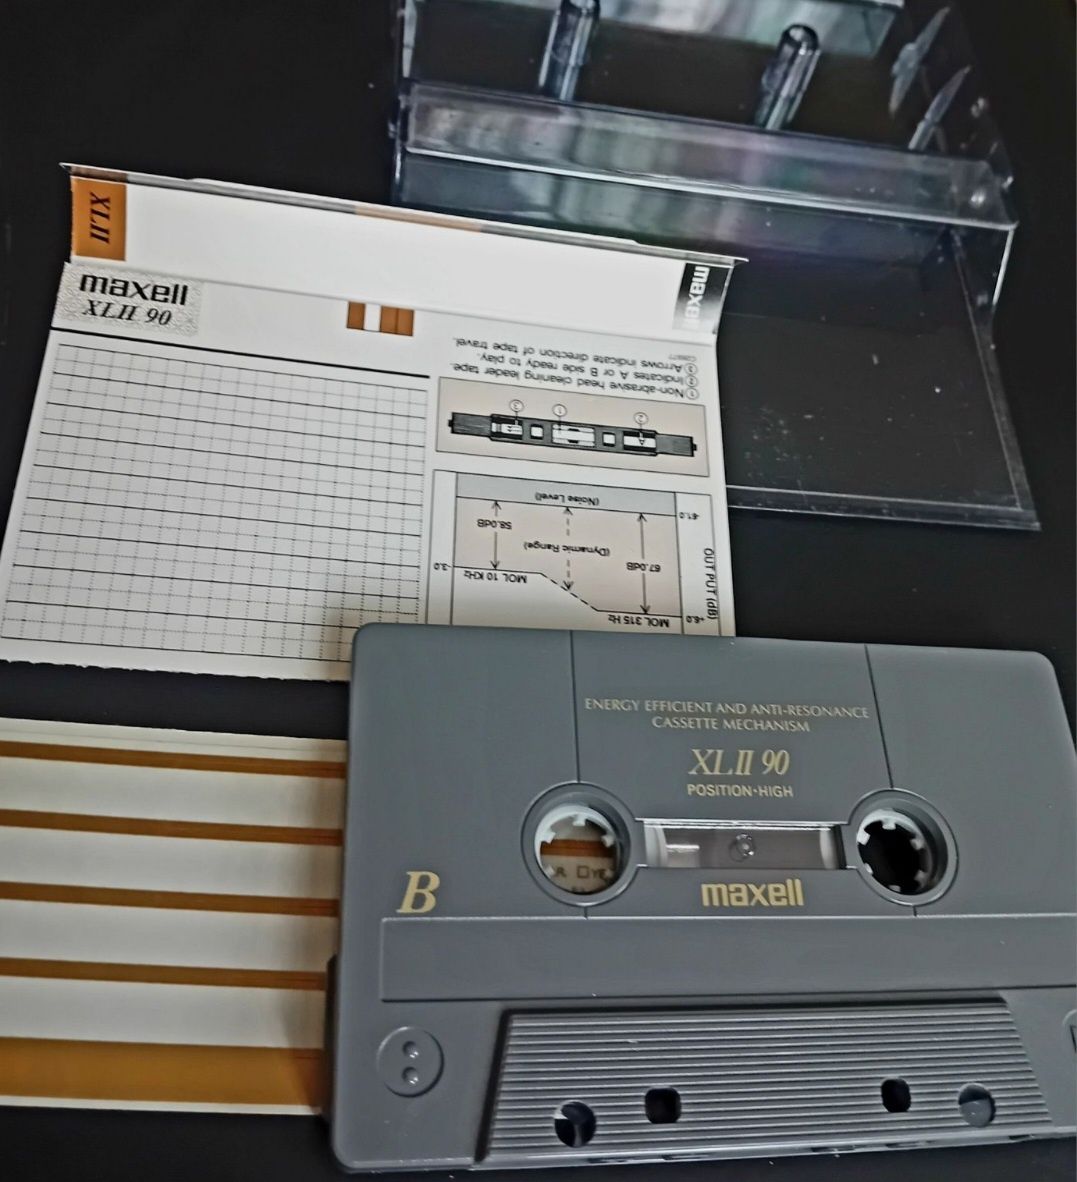 XLII
maxell
maxell
XLII 90
③Arrows indicate direction of tape travel.
②Indicates A or B side ready to play.
①Non-abrasive head cleaning leader tape.
③ ① ②
(Noise Level)
-61.0
58.0dB
(Dynamic Range)
67.0dB
-3.0
MOL 10 KHz
OUT PUT (dB)
MOL 315 Hz
+6.0
ENERGY EFFICIENT AND ANTI-RESONANCE
CASSETTE MECHANISM
XLII 90
POSITION•HIGH
B
maxell